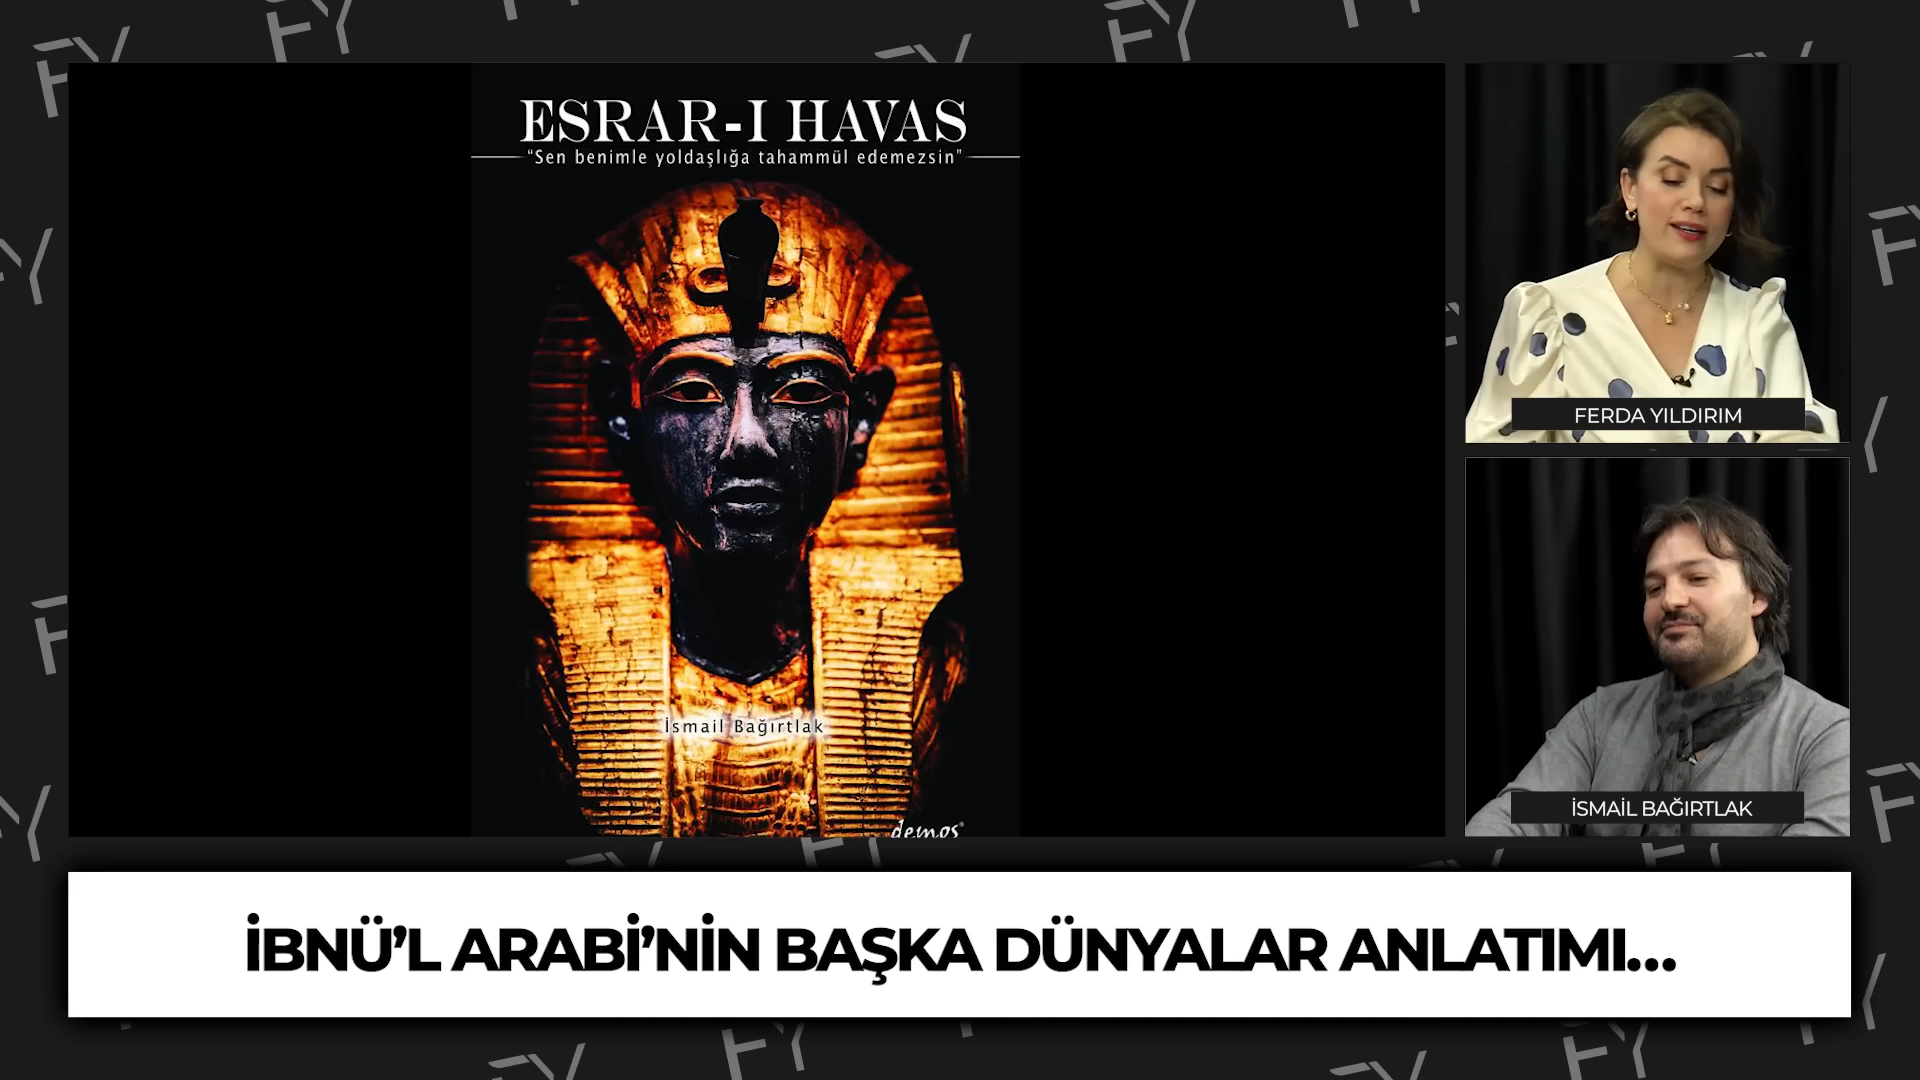 ESRAR-I HAVAS
“Sen benimle yoldaşlığa tahammül edemezsin”
İsmail Bağırtlak
demos
FERDA YILDIRIM
İSMAİL BAĞIRTLAK
İBNÜ’L ARABİ’NİN BAŞKA DÜNYALAR ANLATIMI...